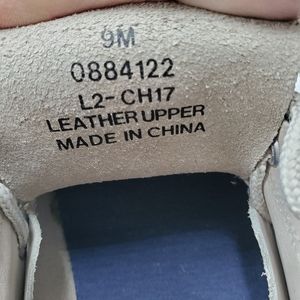 9M
0884122
L2-CH17
LEATHER UPPER
MADE IN CHINA